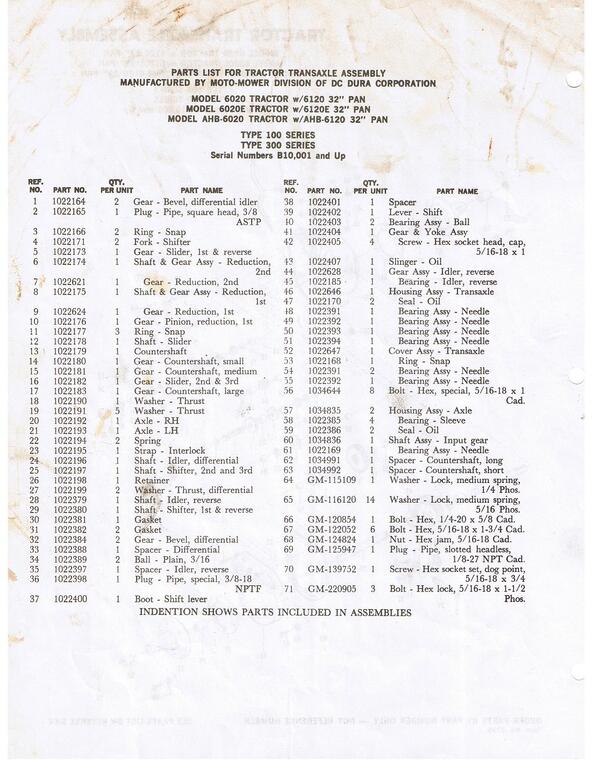 PARTS LIST FOR TRACTOR TRANSAXLE ASSEMBLY
MANUFACTURED BY MOTO-MOWER DIVISION OF DC DURA CORPORATION
MODEL 6020 TRACTOR w/6120 32" PAN
MODEL 6020E TRACTOR w/6120E 32" PAN
MODEL AHB-6020 TRACTOR w/AHB-6120 32" PAN
TYPE 100 SERIES
TYPE 300 SERIES
Serial Numbers B10,001 and Up
REF. NO. PART NO. QTY. PER UNIT PART NAME
1 1022164 2 Gear - Bevel, differential idler
2 1022165 1 Plug - Pipe, square head, 3/8
ASTP
3 1022166 2 Ring - Snap
4 1022171 2 Fork - Shifter
5 1022173 1 Gear - Slider, 1st & reverse
6 1022174 1 Shaft & Gear Assy - Reduction,
2nd
7 1022621 1 Gear - Reduction, 2nd
8 1022175 1 Shaft & Gear Assy - Reduction,
1st
9 1022624 1 Gear - Reduction, 1st
10 1022176 1 Gear - Pinion, reduction, 1st
11 1022177 3 Ring - Snap
12 1022178 1 Shaft - Slider
13 1022179 1 Countershaft
14 1022180 1 Gear - Countershaft, small
15 1022181 1 Gear - Countershaft, medium
16 1022182 1 Gear - Slider, 2nd & 3rd
17 1022183 1 Gear - Countershaft, large
18 1022190 1 Washer - Thrust
19 1022191 5 Washer - Thrust
20 1022192 1 Axle - RH
21 1022193 1 Axle - LH
22 1022194 2 Spring
23 1022195 1 Strap - Interlock
24 1022196 1 Shaft - Idler, differential
25 1022197 1 Shaft - Shifter, 2nd and 3rd
26 1022198 1 Retainer
27 1022199 2 Washer - Thrust, differential
28 1022379 1 Shaft - Idler, reverse
29 1022380 1 Shaft - Shifter, 1st & reverse
30 1022381 1 Gasket
31 1022382 2 Gasket
32 1022384 2 Gear - Bevel, differential
33 1022388 1 Spacer - Differential
34 1022389 2 Ball - Plain, 3/16
35 1022397 1 Spacer - Idler, reverse
36 1022398 1 Plug - Pipe, special, 3/8-18
NPTF
37 1022400 1 Boot - Shift lever
REF. NO. PART NO. QTY. PER UNIT PART NAME
38 1022401 1 Spacer
39 1022402 1 Lever - Shift
40 1022403 2 Bearing Assy - Ball
41 1022404 1 Gear & Yoke Assy
42 1022405 4 Screw - Hex socket head, cap,
5/16-18 x 1
43 1022407 1 Slinger - Oil
44 1022628 1 Gear Assy - Idler, reverse
45 1022185 1 Bearing - Idler, reverse
46 1022646 1 Housing Assy - Transaxle
47 1022170 2 Seal - Oil
48 1022391 1 Bearing Assy - Needle
49 1022392 1 Bearing Assy - Needle
50 1022393 1 Bearing Assy - Needle
51 1022394 1 Bearing Assy - Needle
52 1022647 1 Cover Assy - Transaxle
53 1022168 1 Ring - Snap
54 1022391 2 Bearing Assy - Needle
55 1022392 1 Bearing Assy - Needle
56 1034644 8 Bolt - Hex, special, 5/16-18 x 1
Cad.
57 1034835 2 Housing Assy - Axle
58 1022385 4 Bearing - Sleeve
59 1022386 2 Seal - Oil
60 1034836 1 Shaft Assy - Input gear
61 1022169 1 Bearing Assy - Needle
62 1034991 1 Spacer - Countershaft, long
63 1034992 1 Spacer - Countershaft, short
64 GM-115109 1 Washer - Lock, medium spring,
1/4 Phos.
65 GM-116120 14 Washer - Lock, medium spring,
5/16 Phos.
66 GM-120854 1 Bolt - Hex, 1/4-20 x 5/8 Cad.
67 GM-122052 6 Bolt - Hex, 5/16-18 x 1-3/4 Cad.
68 GM-124824 1 Nut - Hex jam, 5/16-18 Cad.
69 GM-125947 1 Plug - Pipe, slotted headless,
1/8-27 NPT Cad.
70 GM-139752 1 Screw - Hex socket set, dog point,
5/16-18 x 3/4
71 GM-220905 3 Bolt - Hex lock, 5/16-18 x 1-1/2
Phos.
INDENTION SHOWS PARTS INCLUDED IN ASSEMBLIES